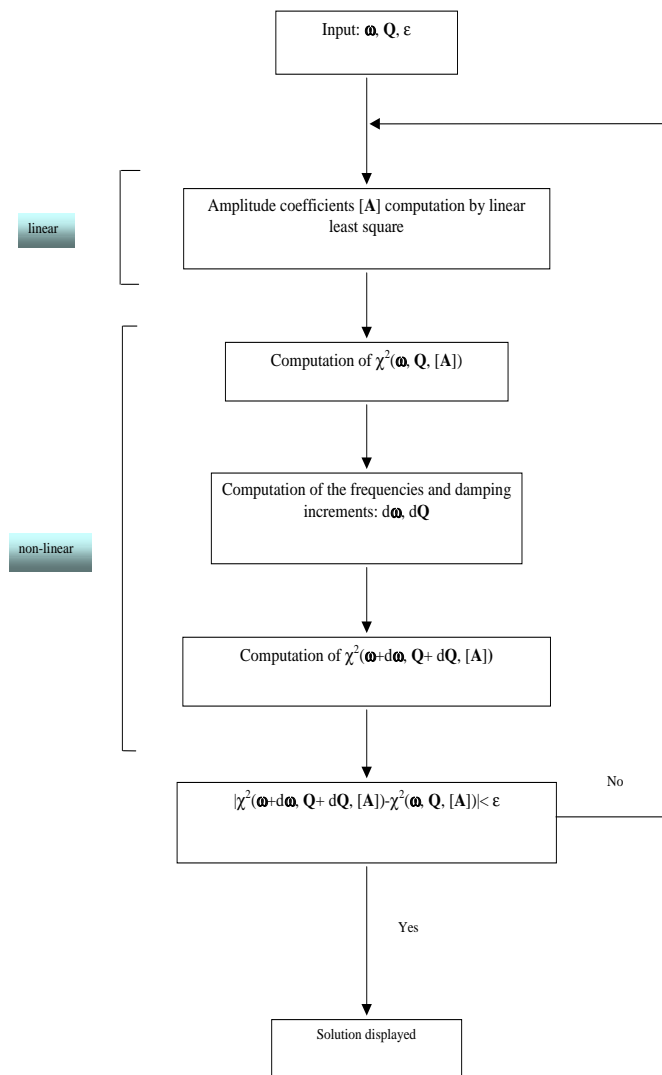 Input: ω, Q, ε
linear
Amplitude coefficients [A] computation by linear
least square
Computation of χ²(ω, Q, [A])
Computation of the frequencies and damping
increments: dω, dQ
non-linear
Computation of χ²(ω+dω, Q+ dQ, [A])
|χ²(ω+dω, Q+ dQ, [A])-χ²(ω, Q, [A])|< ε
No
Yes
Solution displayed